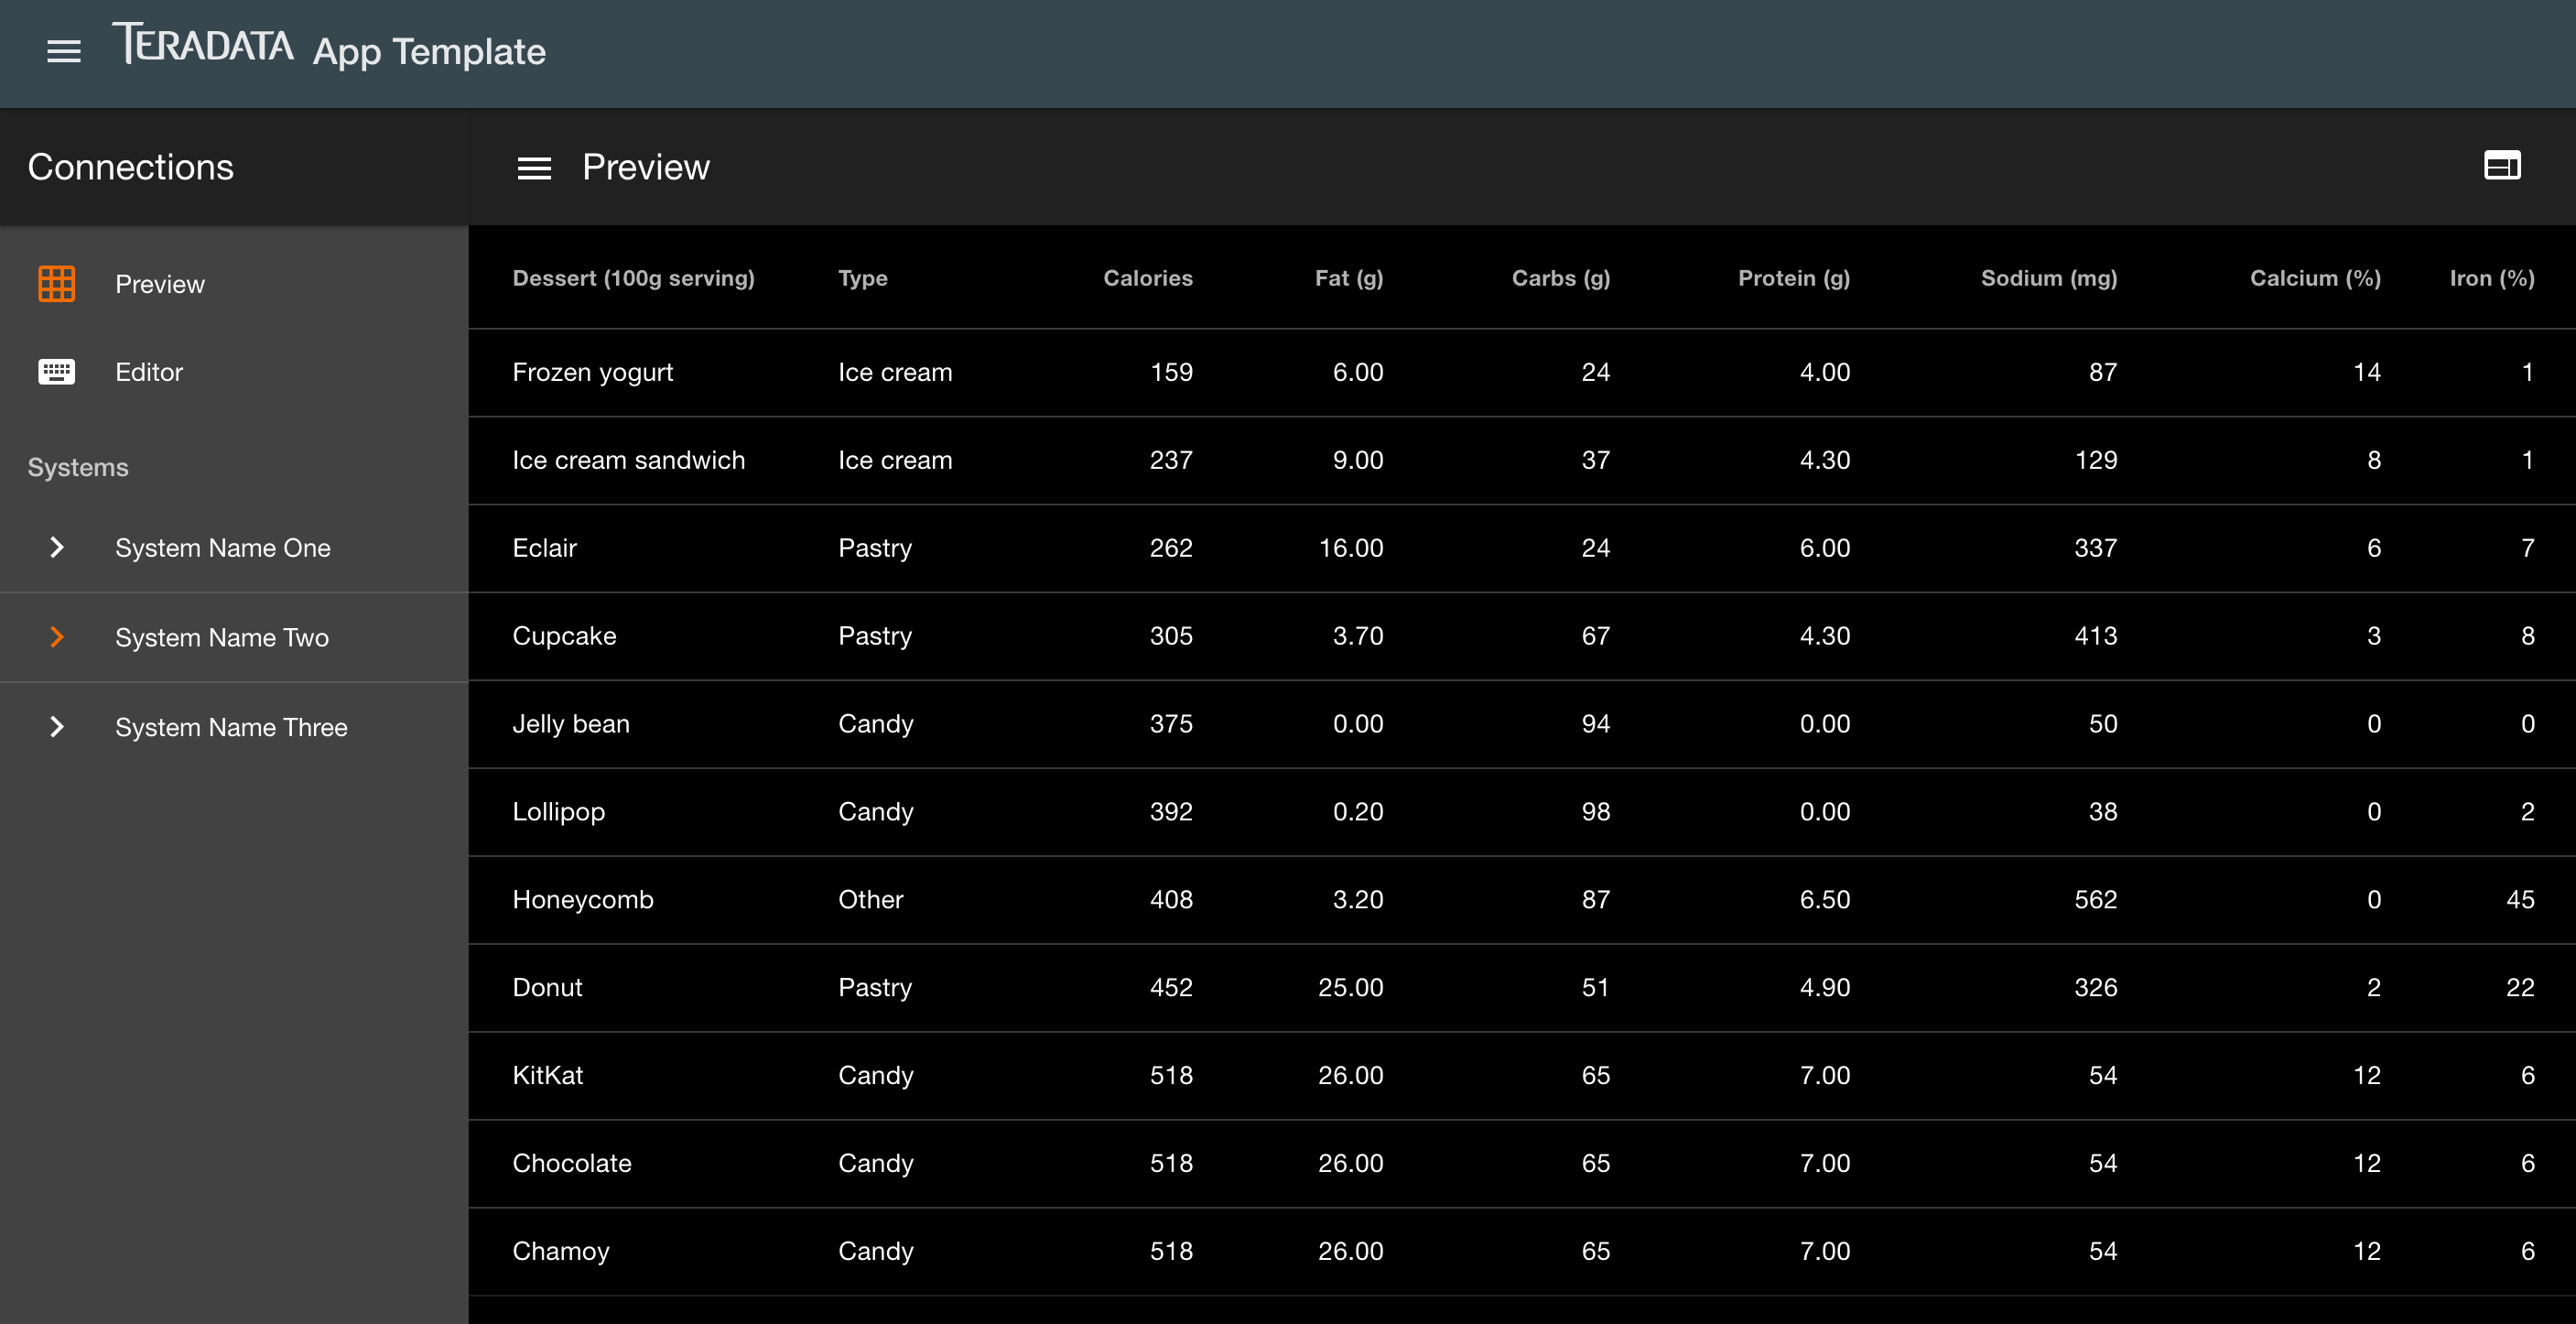 TERADATA App Template
Connections
Preview
Preview
Editor
Systems
System Name One
System Name Two
System Name Three
Dessert (100g serving) Type Calories Fat (g) Carbs (g) Protein (g) Sodium (mg) Calcium (%) Iron (%)
Frozen yogurt Ice cream 159 6.00 24 4.00 87 14 1
Ice cream sandwich Ice cream 237 9.00 37 4.30 129 8 1
Eclair Pastry 262 16.00 24 6.00 337 6 7
Cupcake Pastry 305 3.70 67 4.30 413 3 8
Jelly bean Candy 375 0.00 94 0.00 50 0 0
Lollipop Candy 392 0.20 98 0.00 38 0 2
Honeycomb Other 408 3.20 87 6.50 562 0 45
Donut Pastry 452 25.00 51 4.90 326 2 22
KitKat Candy 518 26.00 65 7.00 54 12 6
Chocolate Candy 518 26.00 65 7.00 54 12 6
Chamoy Candy 518 26.00 65 7.00 54 12 6